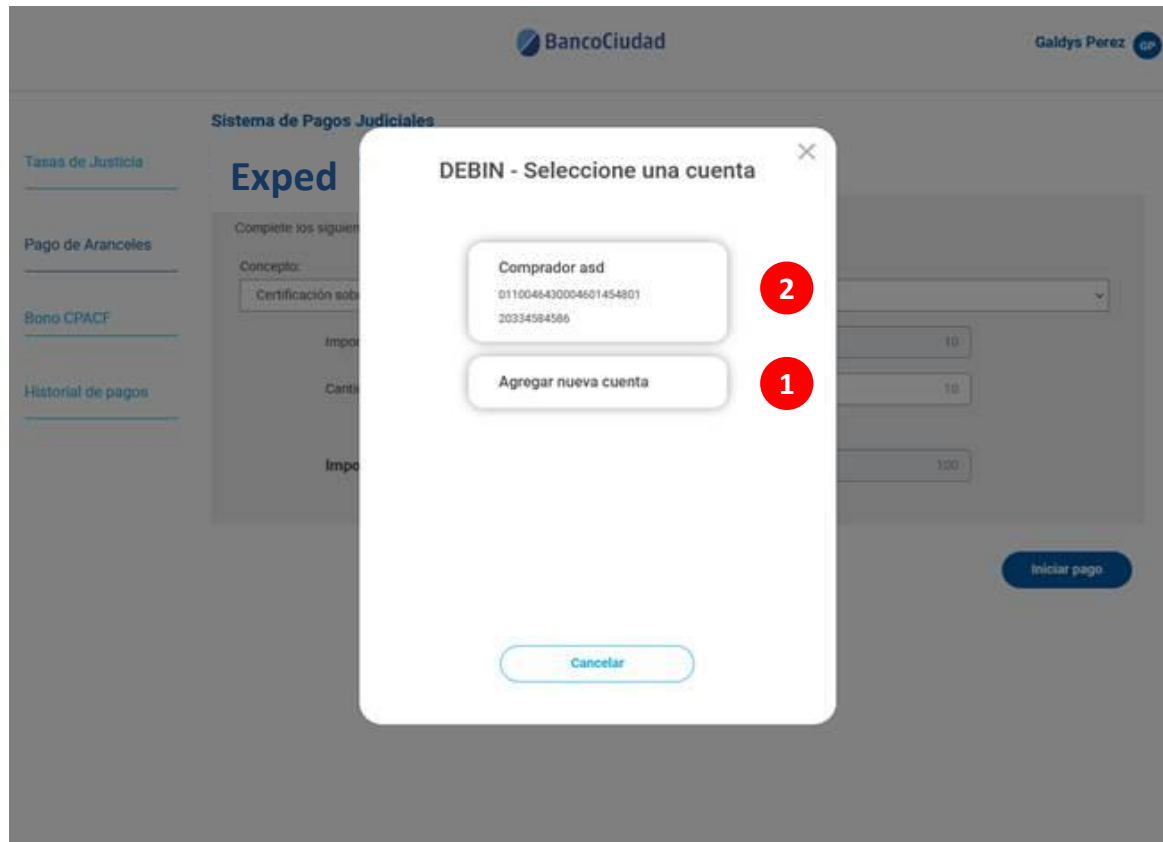 BancoCiudad
Galdys Perez GP
Sistema de Pagos Judiciales
Tasas de Justicia
Exped
DEBIN - Seleccione una cuenta
Complete los siguien
Pago de Aranceles
Concepto:
Certificación sob
Comprador asd
0110046430004601454801
20334584586
2
Bono CPACF
Impor
10
Agregar nueva cuenta
1
Historial de pagos
Canti
10
Impo
100
Iniciar pago
Cancelar